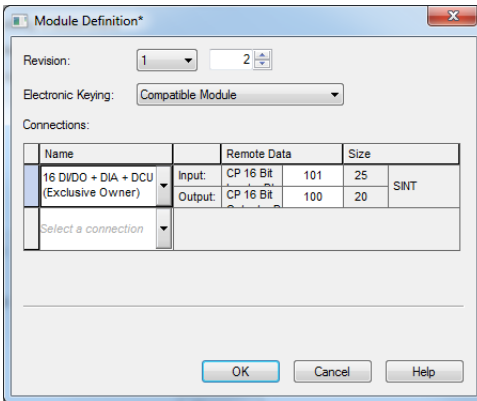 Module Definition*
x
Revision: 1 2
Electronic Keying: Compatible Module
Connections:
Name Remote Data Size
16 DI/DO + DIA + DCU (Exclusive Owner) Input: CP 16 Bit 101 25 SINT
Output: CP 16 Bit 100 20
Select a connection
OK Cancel Help